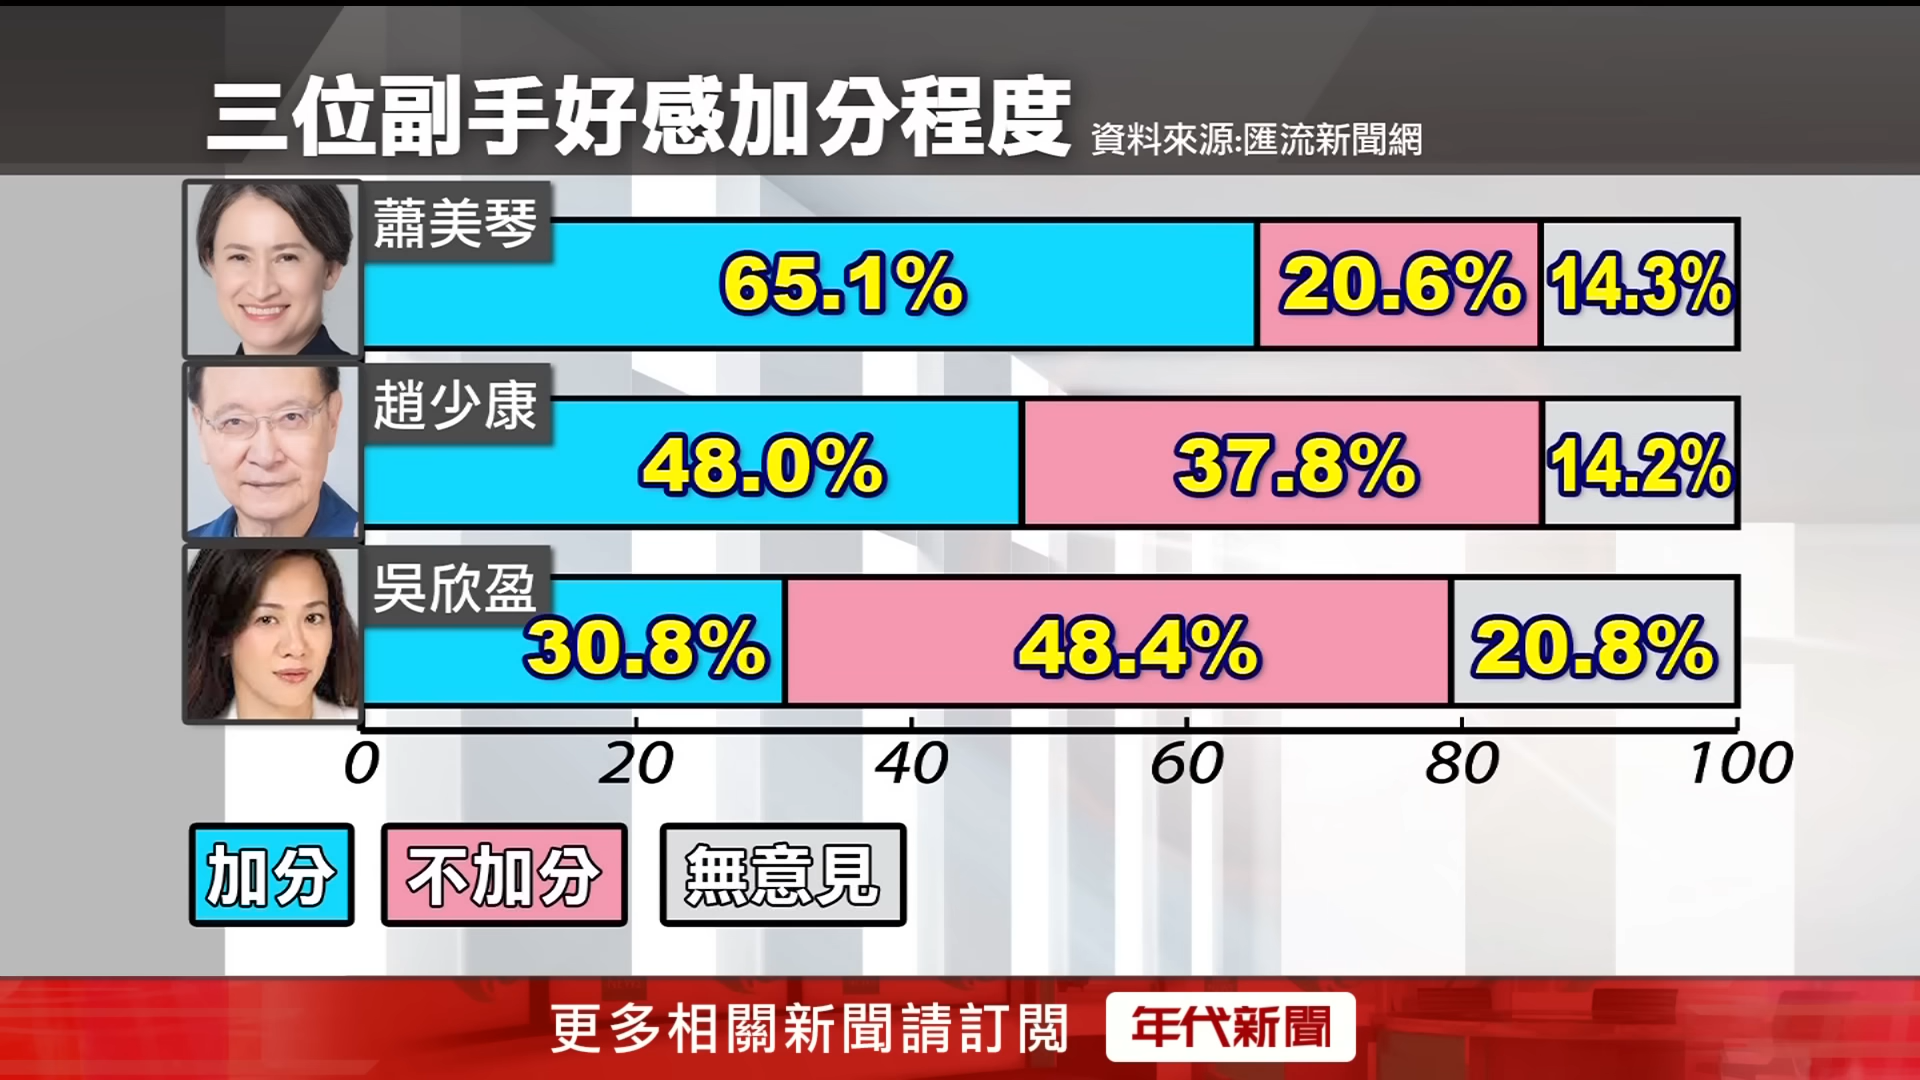 三位副手好感加分程度 資料來源:匯流新聞網
蕭美琴
65.1% 20.6% 14.3%
趙少康
48.0% 37.8% 14.2%
吳欣盈
30.8% 48.4% 20.8%
0 20 40 60 80 100
加分 不加分 無意見
更多相關新聞請訂閱 年代新聞